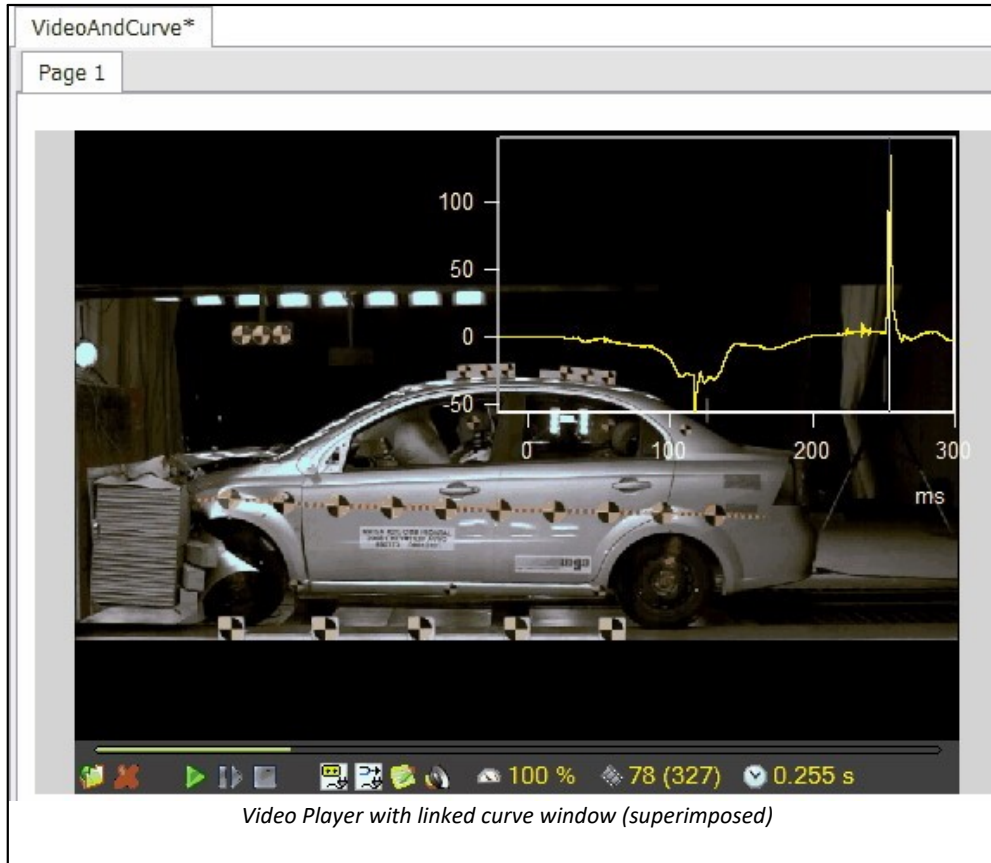 VideoAndCurve*
Page 1
100
50
0
-50
0 100 200 300
ms
100 % 78 (327) 0.255 s
Video Player with linked curve window (superimposed)